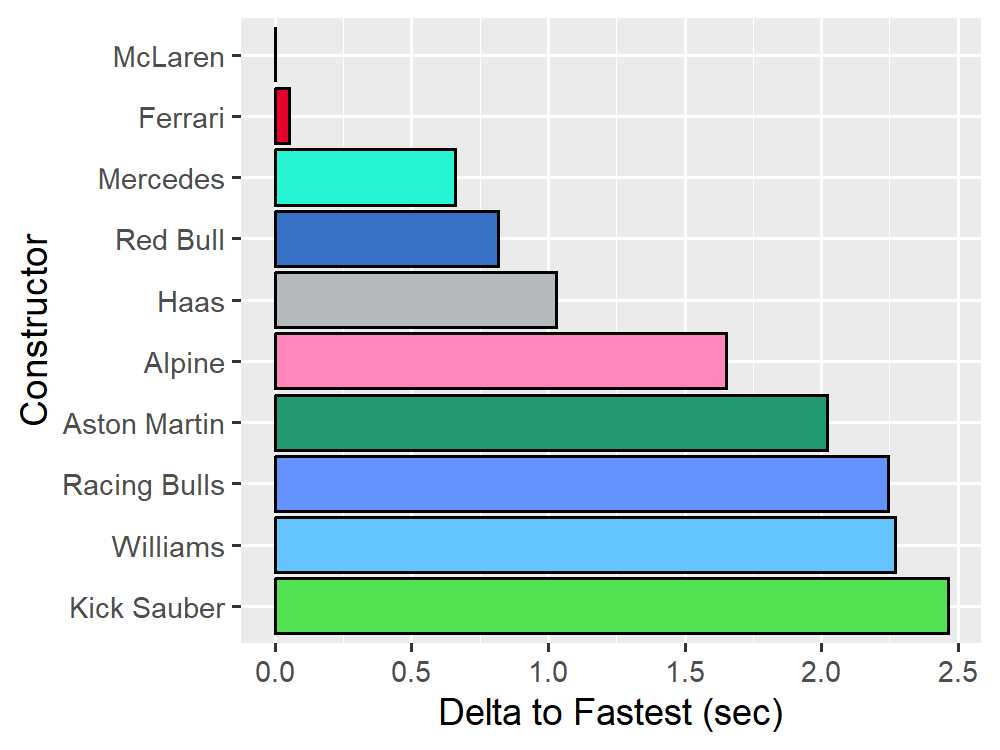 McLaren
Ferrari
Mercedes
Red Bull
Haas
Alpine
Aston Martin
Racing Bulls
Williams
Kick Sauber
Constructor
0.0 0.5 1.0 1.5 2.0 2.5
Delta to Fastest (sec)